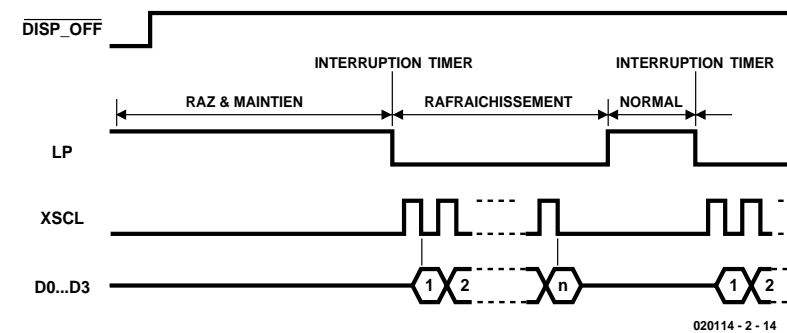 DISP_OFF
INTERRUPTION TIMER INTERRUPTION TIMER
RAZ & MAINTIEN RAFRAICHISSEMENT NORMAL
LP
XSCL
D0...D3 1 2 n 1 2
020114 - 2 - 14